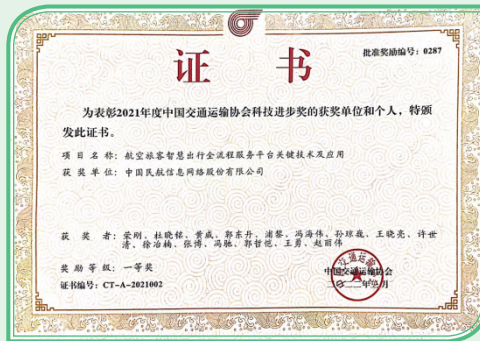 批准奖励编号：0287
证 书
为表彰2021年度中国交通运输协会科技进步奖的获奖单位和个人，特颁
发此证书。
项目名称：航空旅客智慧出行全流程服务平台关键技术及应用
获奖单位：中国民航信息网络股份有限公司
获 奖 者：荣刚、杜晓铭、黄威、郭东丹、浦黎、冯海伟、孙琼巍、王晓亮、许世
清、徐冶楠、张博、冯驰、郭哲恺、王勇、赵丽伟
奖励等级：一等奖
中国交通运输协会
证书编号：CT-A-2021002